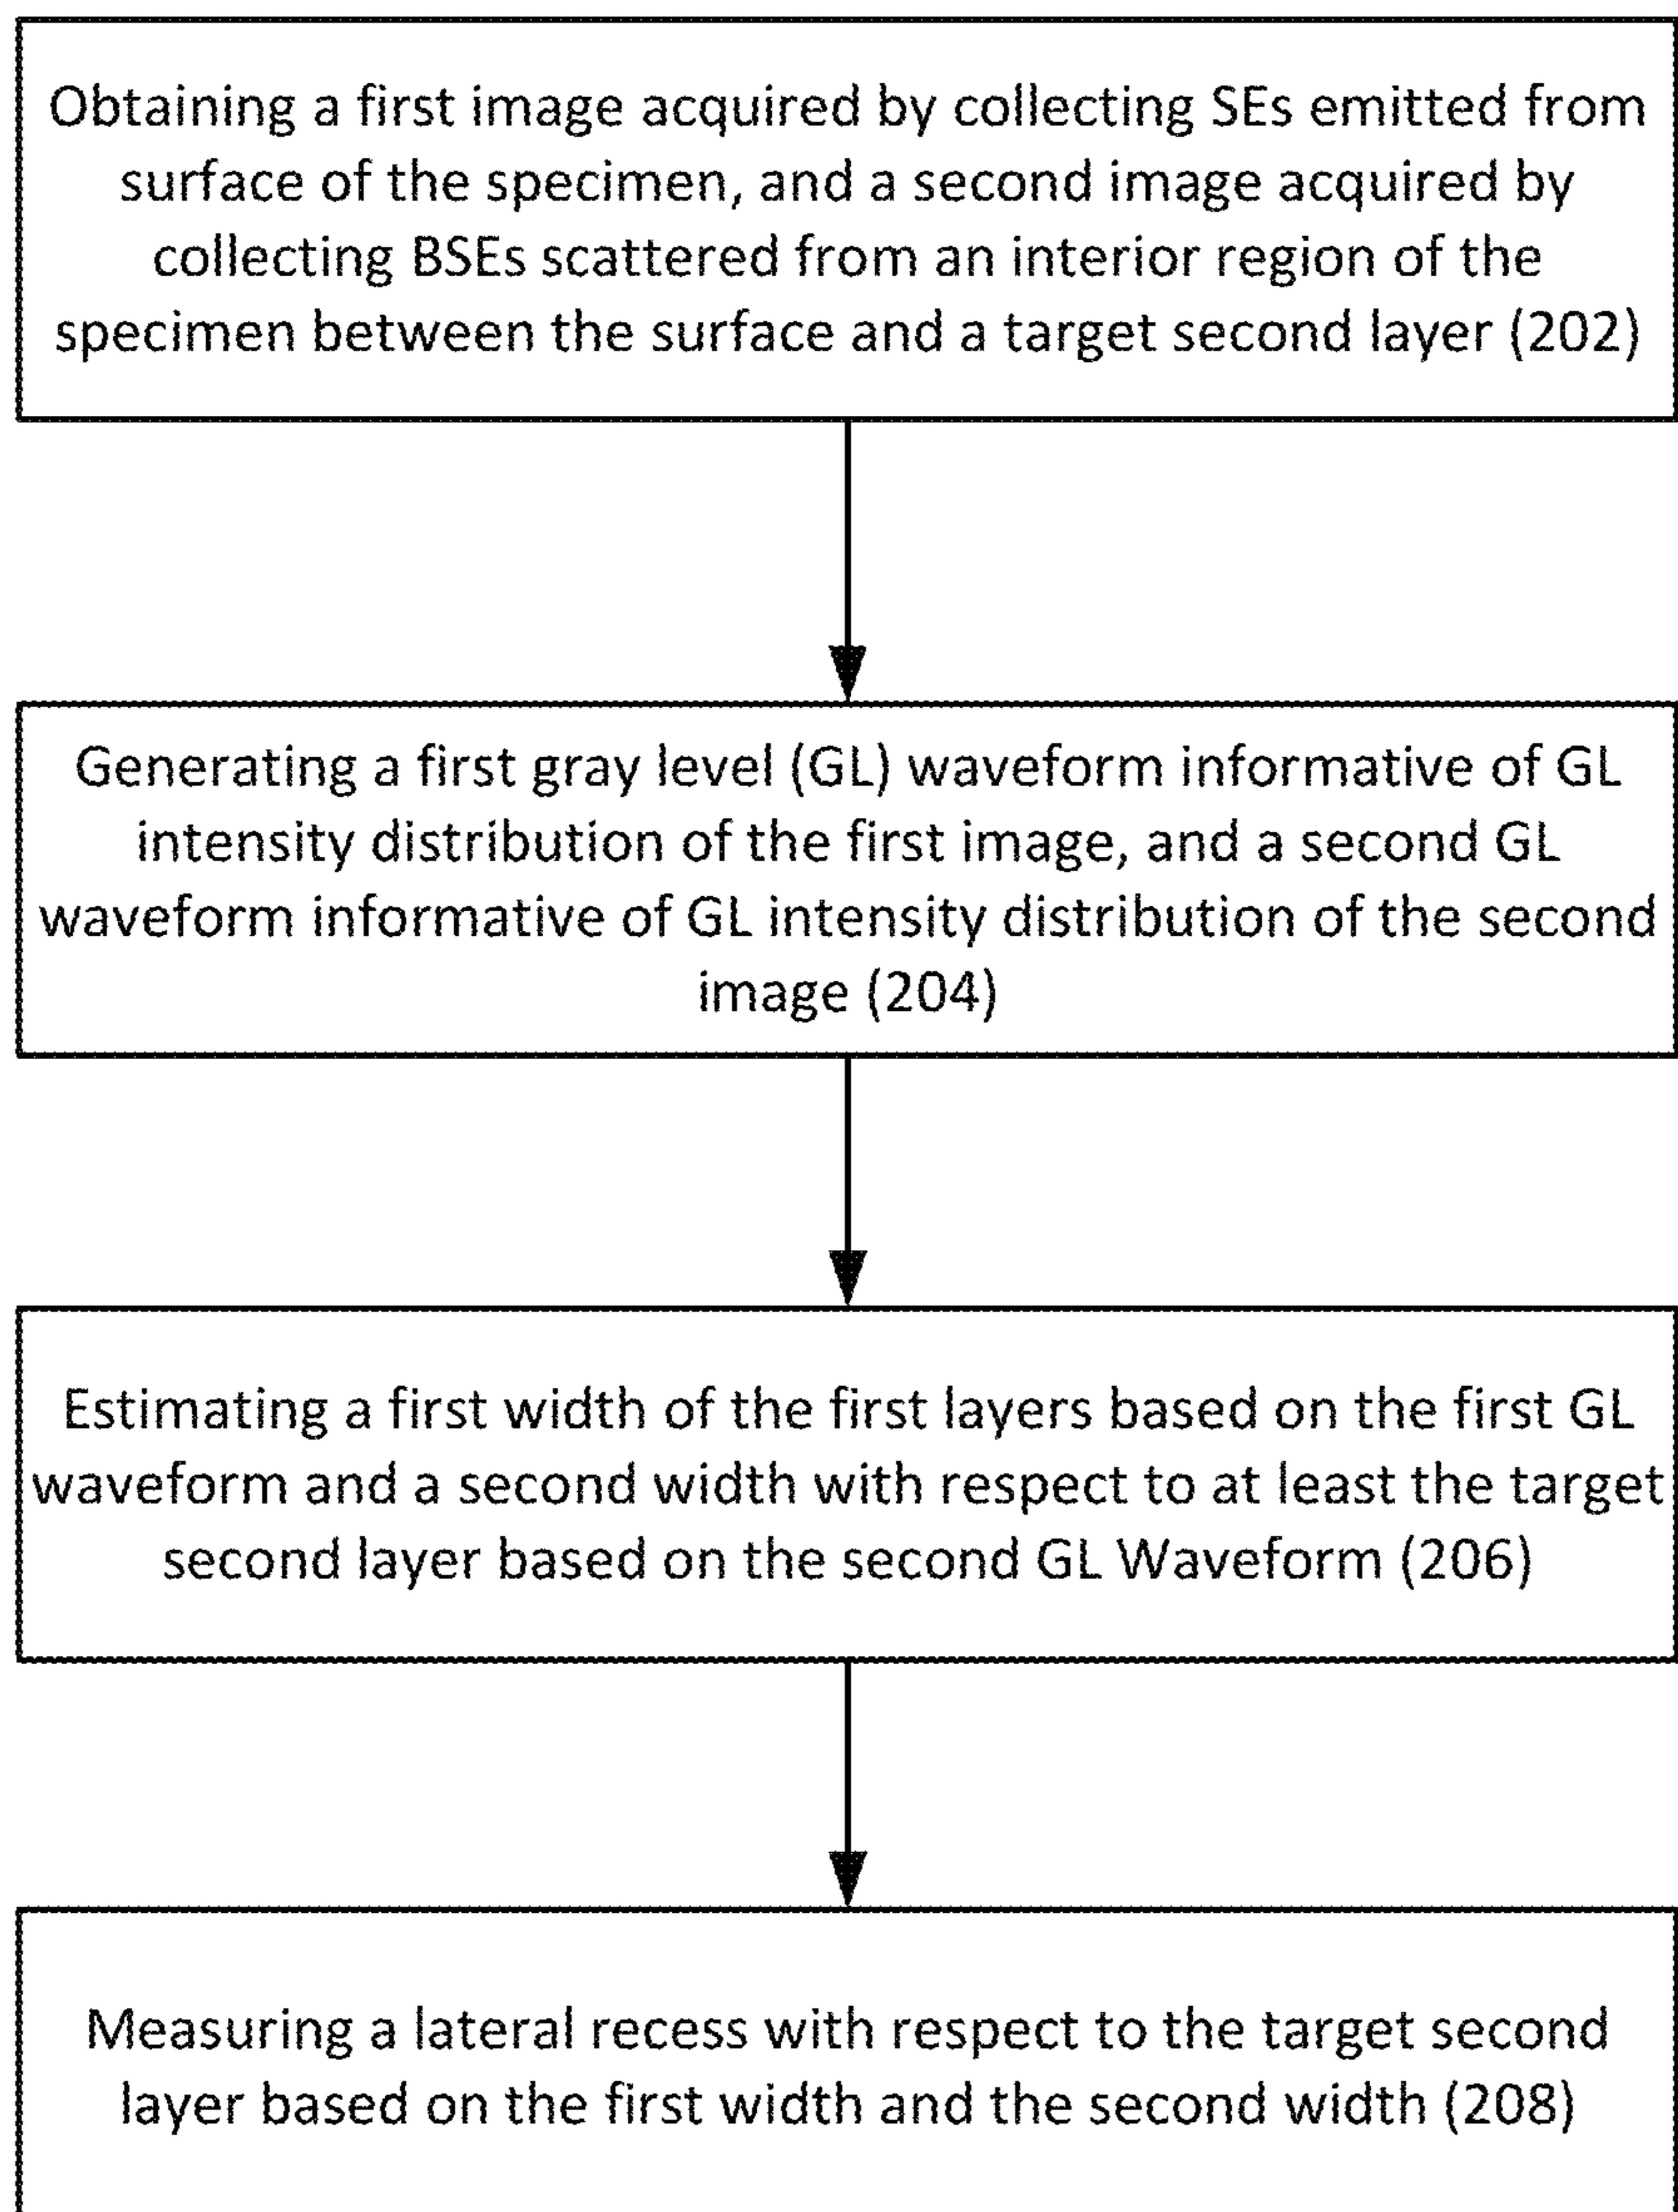 Obtaining a first image acquired by collecting SEs emitted from
surface of the specimen, and a second image acquired by
collecting BSEs scattered from an interior region of the
specimen between the surface and a target second layer (202)
Generating a first gray level (GL) waveform informative of GL
intensity distribution of the first image, and a second GL
waveform informative of GL intensity distribution of the second
image (204)
Estimating a first width of the first layers based on the first GL
waveform and a second width with respect to at least the target
second layer based on the second GL Waveform (206)
Measuring a lateral recess with respect to the target second
layer based on the first width and the second width (208)